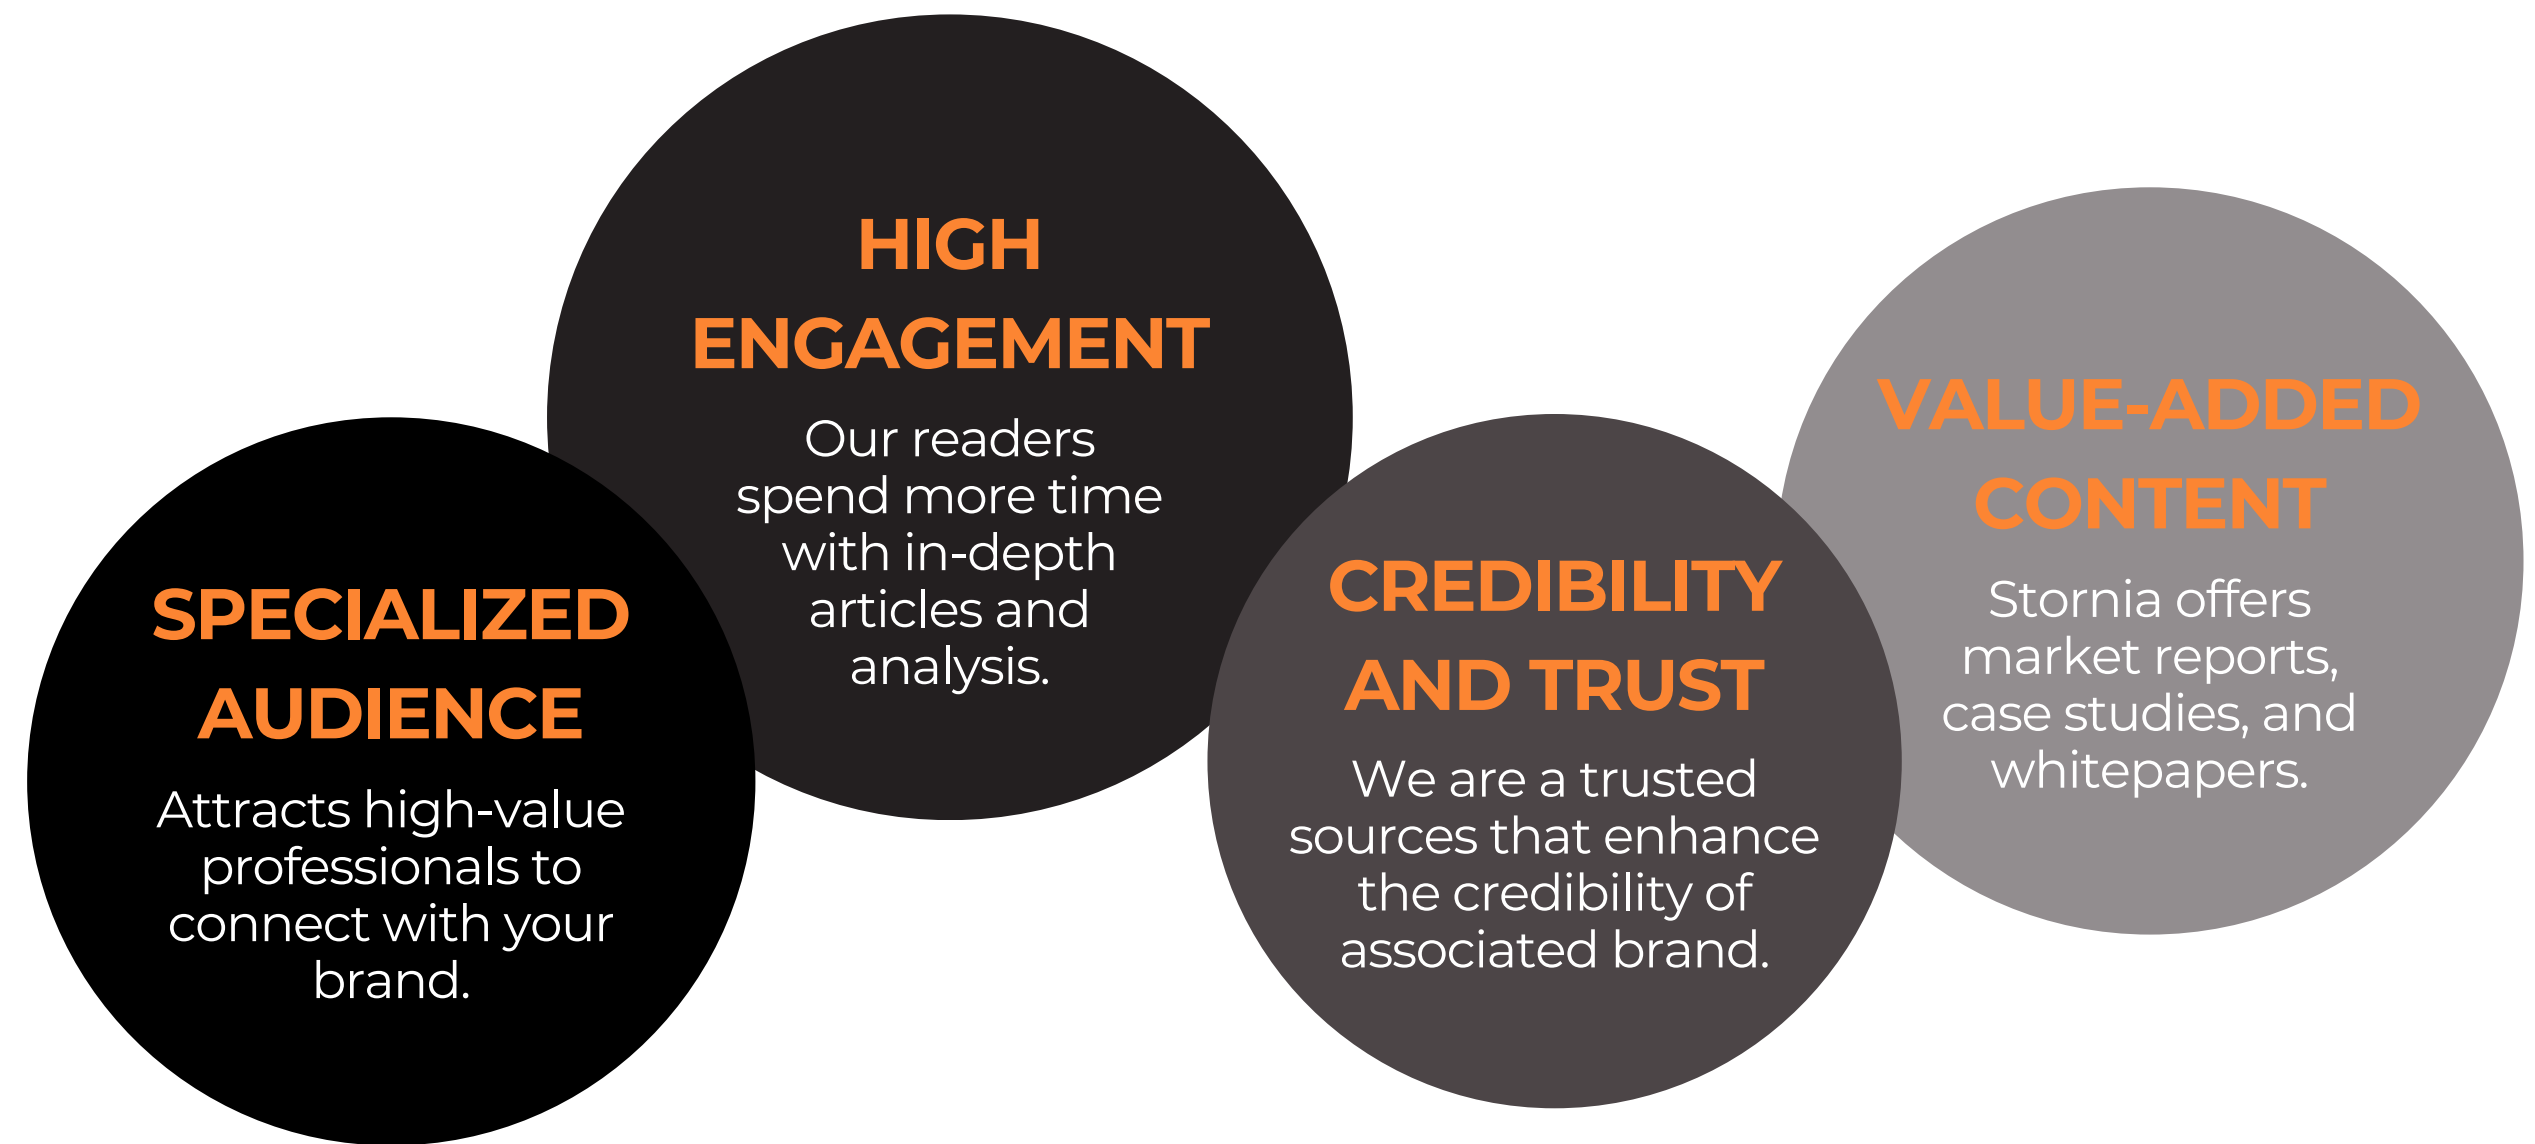 SPECIALIZED
AUDIENCE
Attracts high-value
professionals to
connect with your
brand.
HIGH
ENGAGEMENT
Our readers
spend more time
with in-depth
articles and
analysis.
CREDIBILITY
AND TRUST
We are a trusted
sources that enhance
the credibility of
associated brand.
VALUE-ADDED
CONTENT
Stornia offers
market reports,
case studies, and
whitepapers.